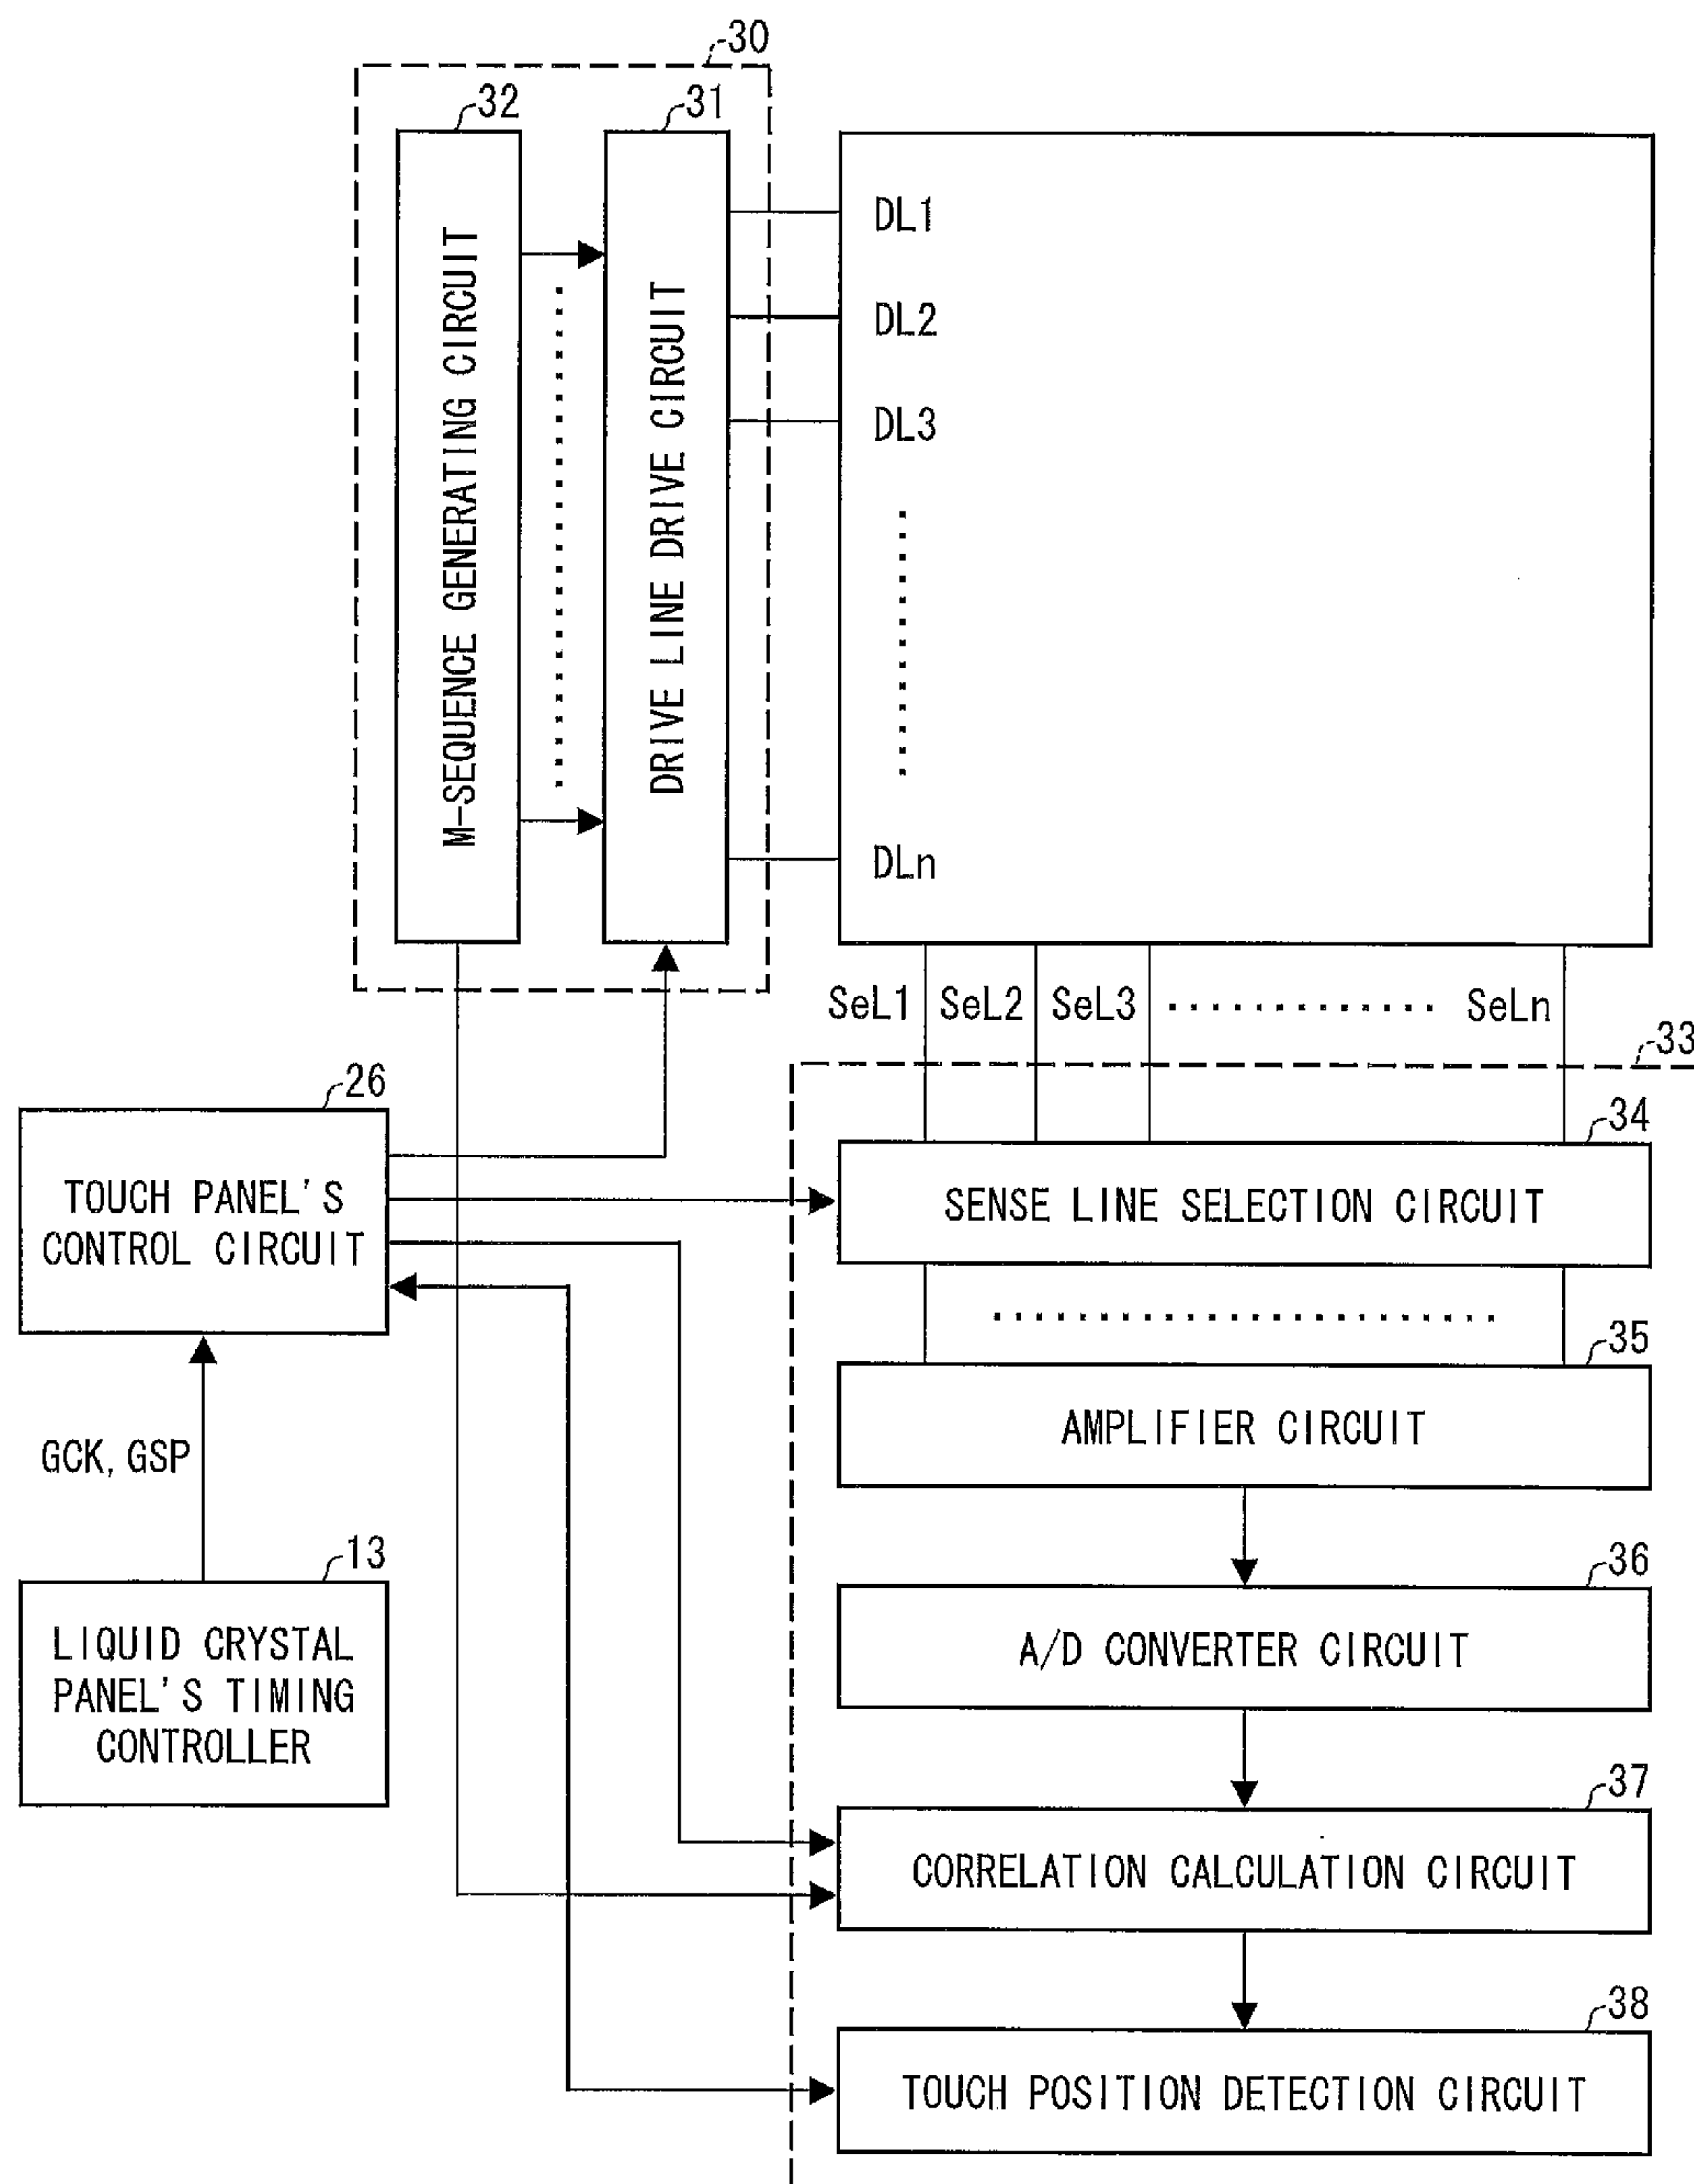 30
32
31
M-SEQUENCE GENERATING CIRCUIT
DRIVE LINE DRIVE CIRCUIT
DL1
DL2
DL3
DLn
SeL1 SeL2 SeL3 ............. SeLn
33
26
TOUCH PANEL'S
CONTROL CIRCUIT
34
SENSE LINE SELECTION CIRCUIT
35
AMPLIFIER CIRCUIT
GCK, GSP
13
LIQUID CRYSTAL
PANEL'S TIMING
CONTROLLER
36
A/D CONVERTER CIRCUIT
37
CORRELATION CALCULATION CIRCUIT
38
TOUCH POSITION DETECTION CIRCUIT